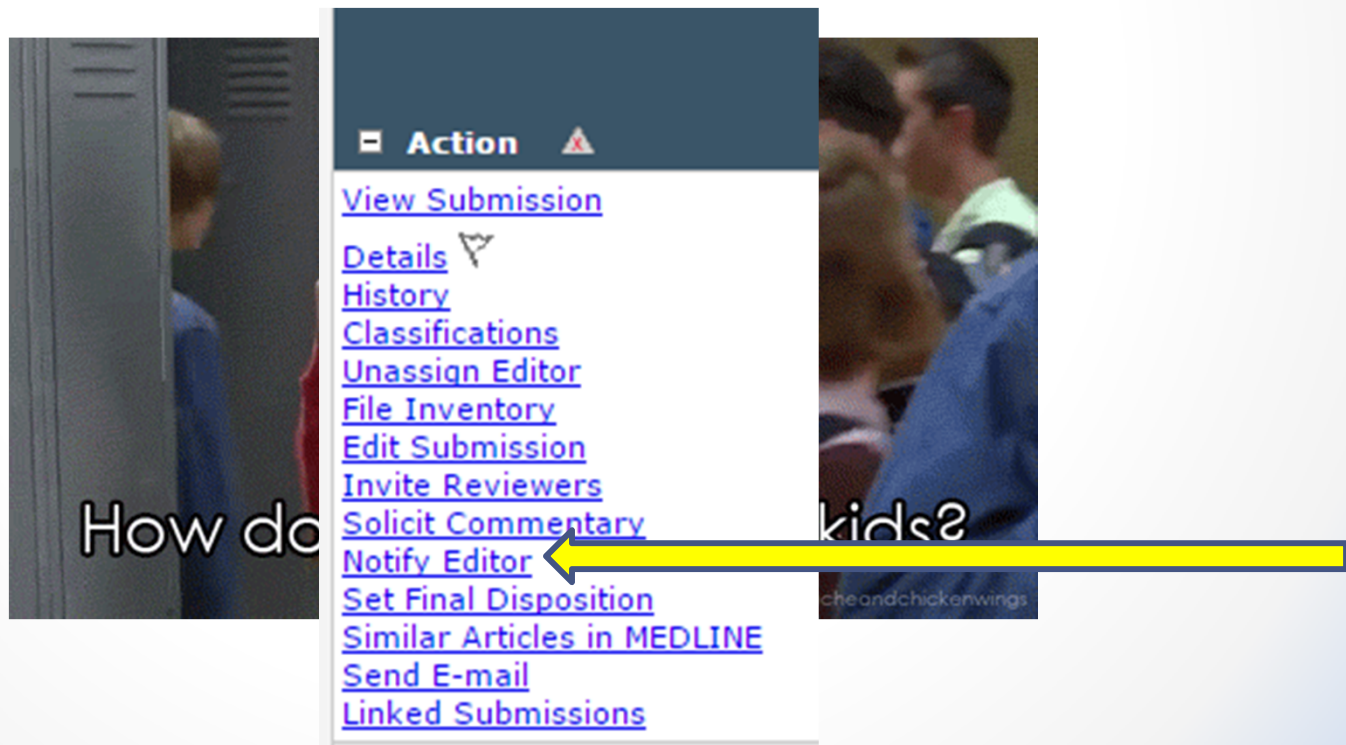 Action
View Submission
Details
History
Classifications
Unassign Editor
File Inventory
Edit Submission
Invite Reviewers
Solicit Commentary
Notify Editor
Set Final Disposition
Similar Articles in MEDLINE
Send E-mail
Linked Submissions
How do kids?
cheandchickenwings